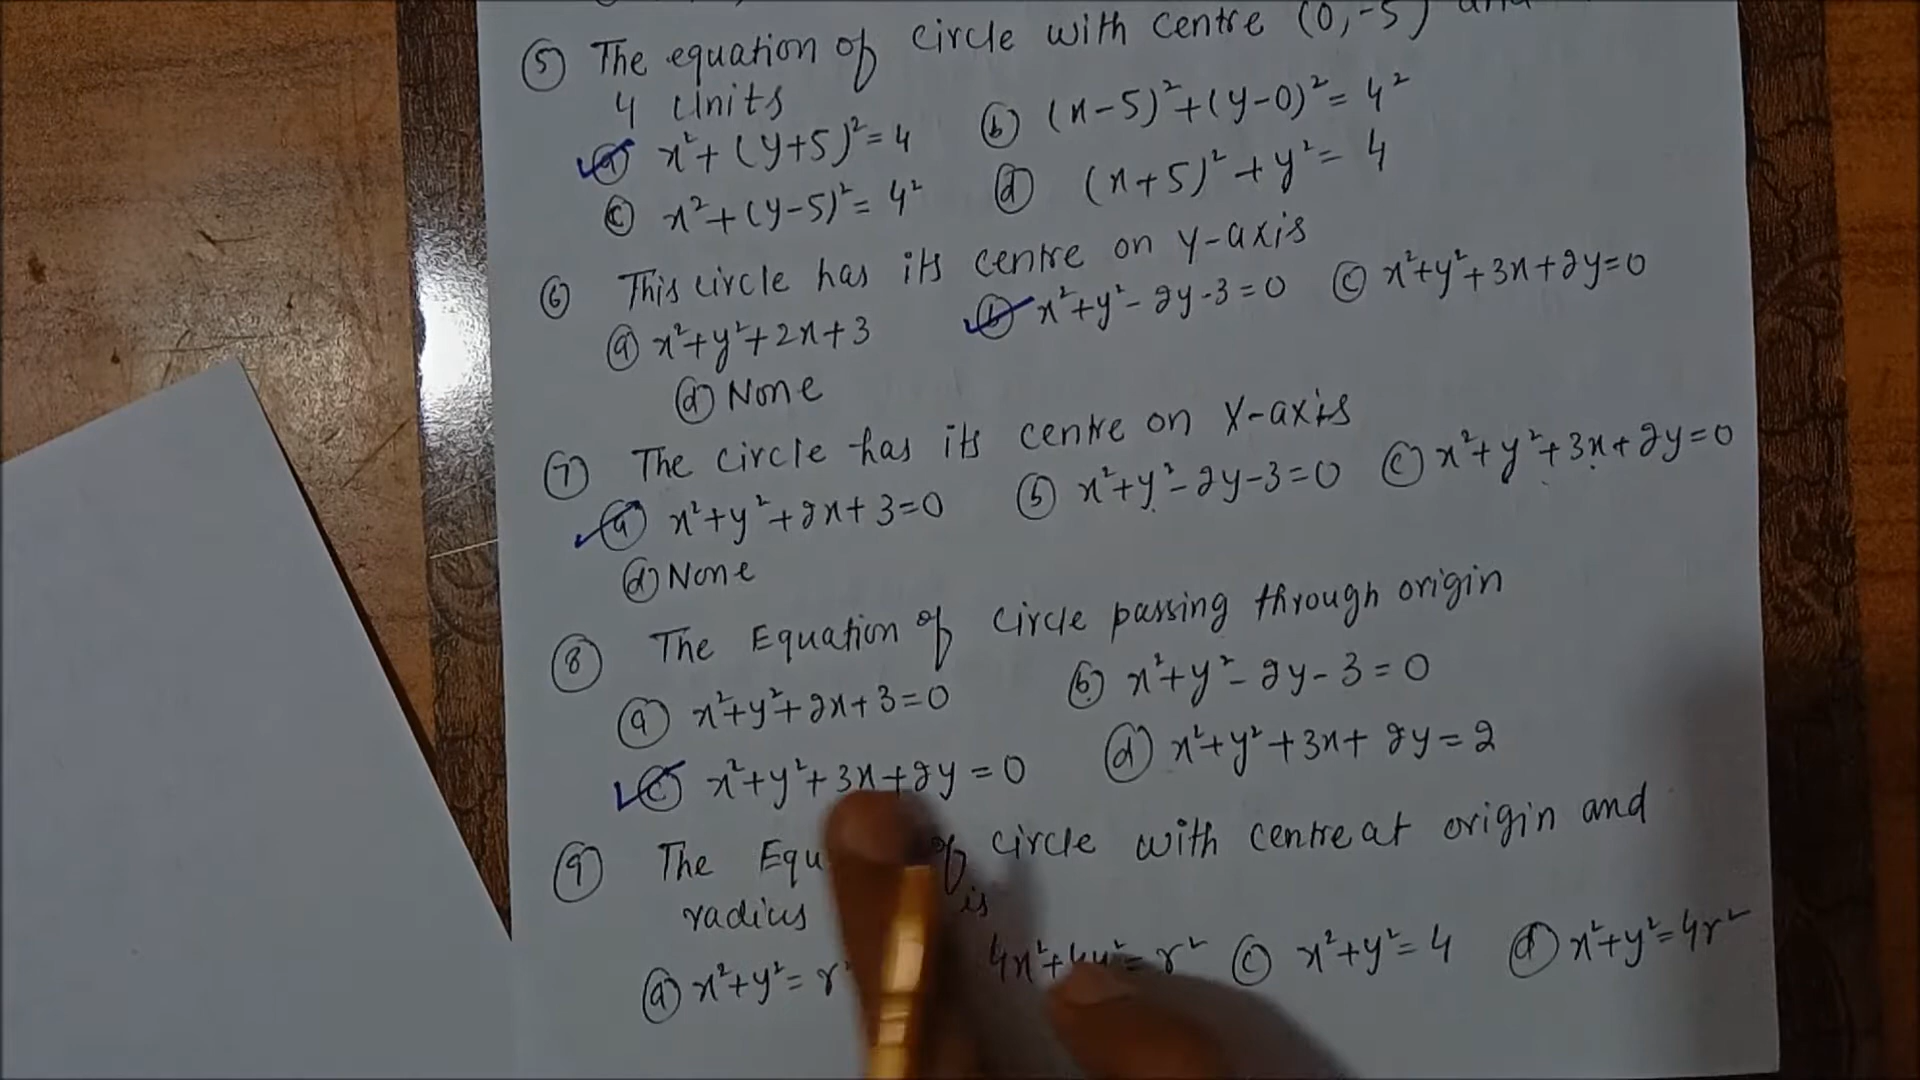 ⑤ The equation of circle with centre (0,-5) and
4 Units
ⓐ x²+(y+5)²=4 ⓑ (x-5)²+(y-0)²=4²
ⓒ x²+(y-5)²=4² ⓓ (x+5)²+y²=4
⑥ This circle has its centre on y-axis
ⓐ x²+y²+2x+3 ⓑ x²+y²-2y-3=0 ⓒ x²+y²+3x+2y=0
ⓓ None
⑦ The circle has its centre on X-axis
ⓐ x²+y²+2x+3=0 ⓑ x²+y²-2y-3=0 ⓒ x²+y²+3x+2y=0
ⓓ None
⑧ The Equation of circle passing through origin
ⓐ x²+y²+2x+3=0 ⓑ x²+y²-2y-3=0
ⓒ x²+y²+3x+2y=0 ⓓ x²+y²+3x+2y=2
⑨ The Equ of circle with centre at origin and
radius is
ⓐ x²+y²=r² 4x²+4y²=r² ⓒ x²+y²=4 ⓓ x²+y²=4r²